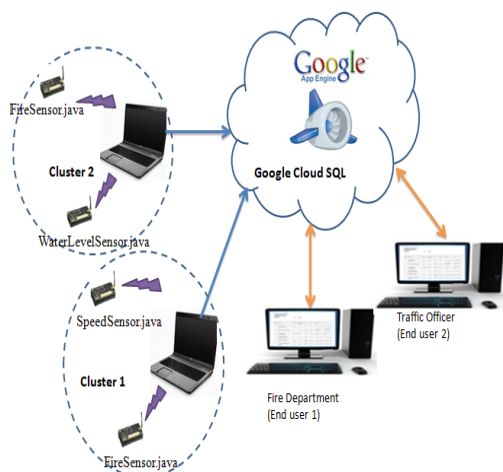 Google™
App Engine
Google Cloud SQL
FireSensor.java
Cluster 2
WaterLevelSensor.java
SpeedSensor.java
Cluster 1
FireSensor.java
Traffic Officer
(End user 2)
Fire Department
(End user 1)